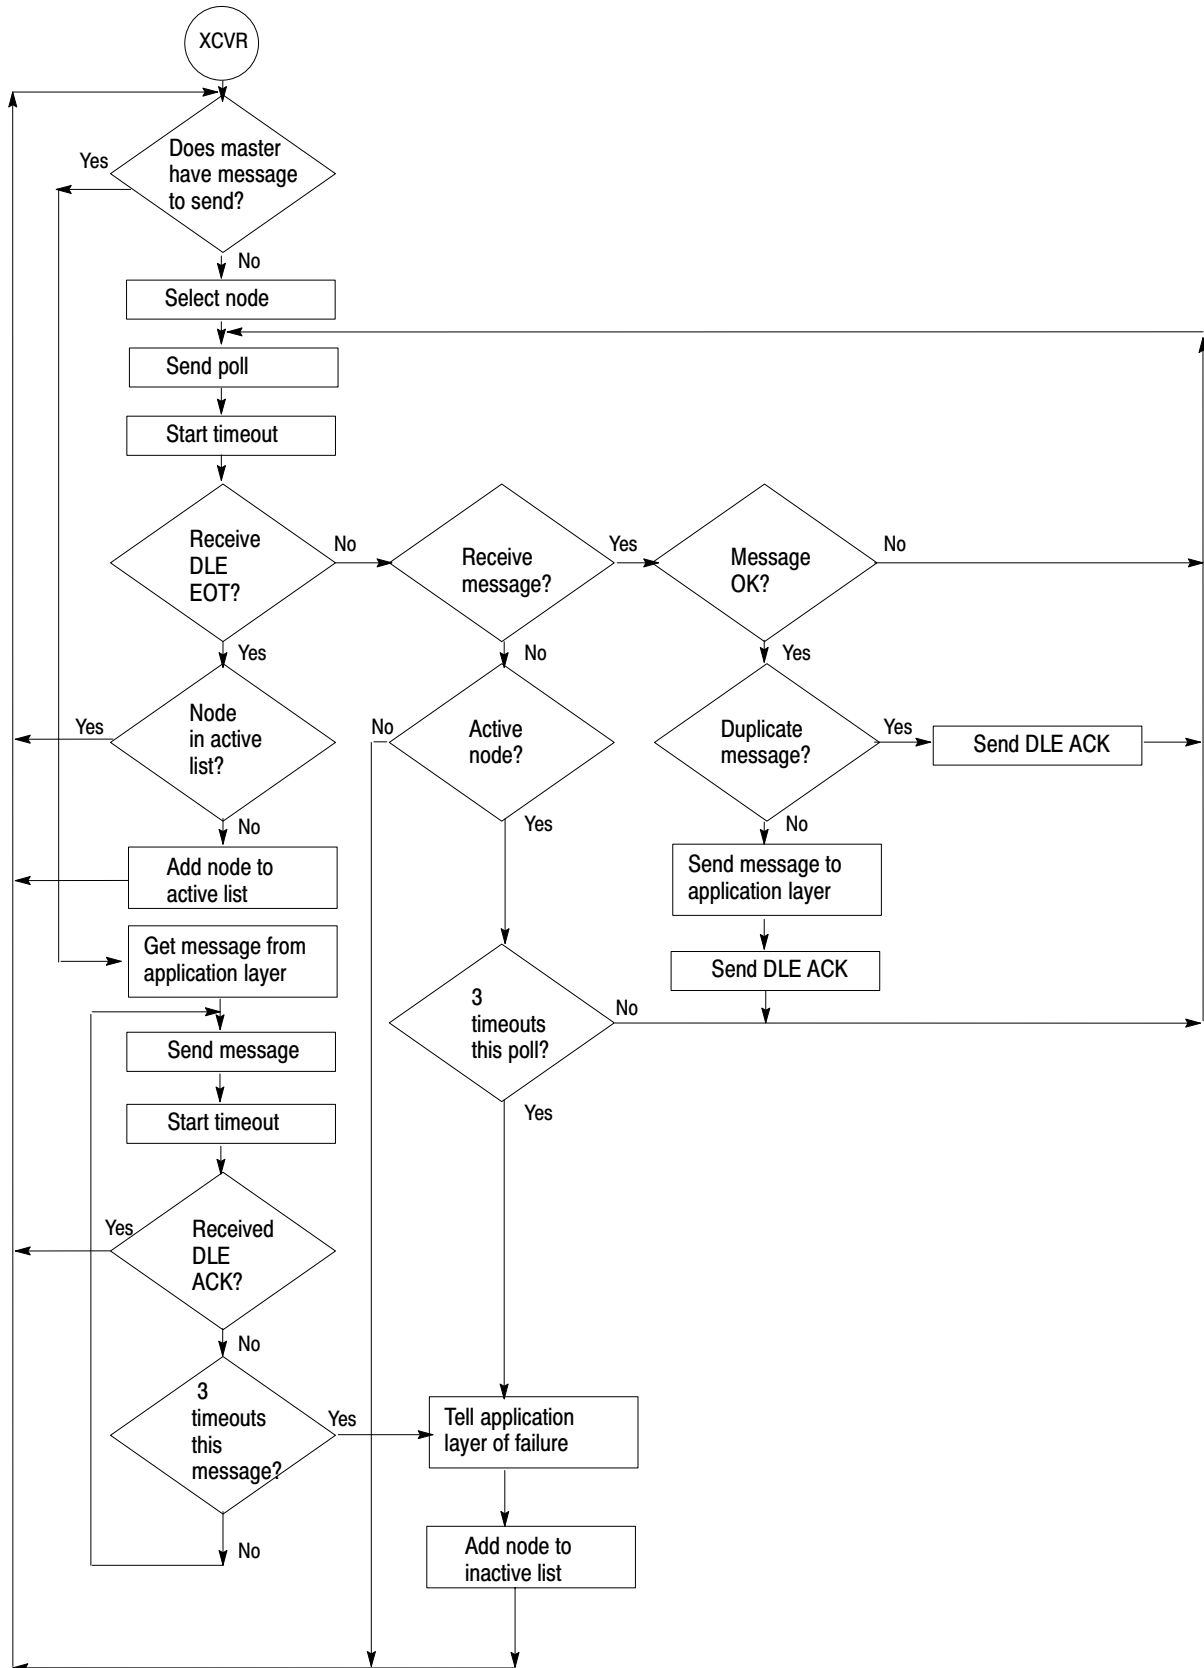 XCVR
Does master
have message
to send?
Yes
No
Select node
Send poll
Start timeout
Receive
DLE
EOT?
No
Receive
message?
Yes
Message
OK?
No
Yes
No
Yes
Node
in active
list?
Yes
No
Active
node?
Duplicate
message?
Yes
Send DLE ACK
No
Yes
No
Add node to
active list
Send message to
application layer
Get message from
application layer
Send DLE ACK
3
timeouts
this poll?
No
Send message
Start timeout
Yes
Yes
Received
DLE
ACK?
No
3
timeouts
this
message?
Yes
Tell application
layer of failure
No
Add node to
inactive list